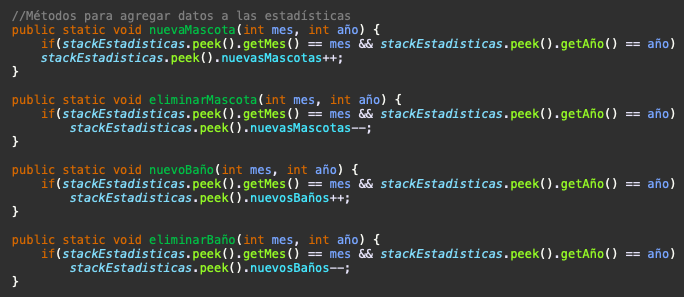 //Métodos para agregar datos a las estadísticas
public static void nuevaMascota(int mes, int año) {
    if(stackEstadisticas.peek().getMes() == mes && stackEstadisticas.peek().getAño() == año)
    stackEstadisticas.peek().nuevasMascotas++;
}

public static void eliminarMascota(int mes, int año) {
    if(stackEstadisticas.peek().getMes() == mes && stackEstadisticas.peek().getAño() == año)
        stackEstadisticas.peek().nuevasMascotas--;
}

public static void nuevoBaño(int mes, int año) {
    if(stackEstadisticas.peek().getMes() == mes && stackEstadisticas.peek().getAño() == año)
        stackEstadisticas.peek().nuevosBaños++;
}

public static void eliminarBaño(int mes, int año) {
    if(stackEstadisticas.peek().getMes() == mes && stackEstadisticas.peek().getAño() == año)
        stackEstadisticas.peek().nuevosBaños--;
}